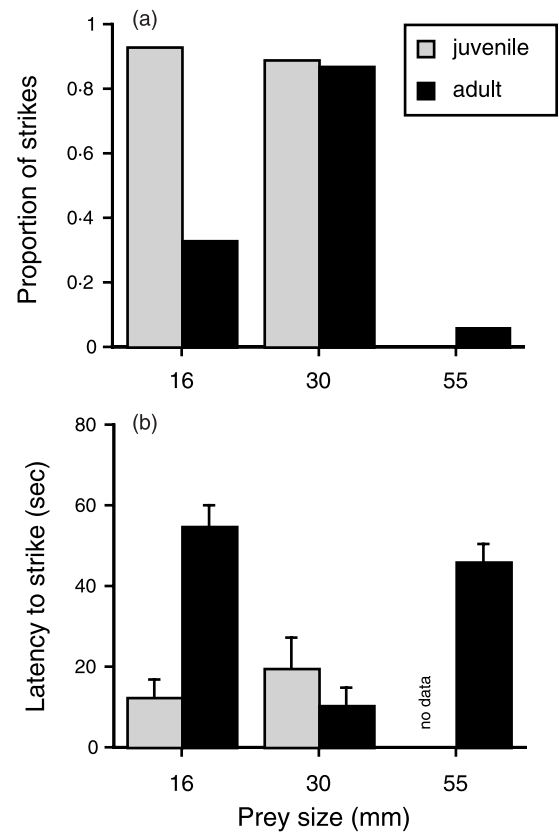 (a)
juvenile
adult
Proportion of strikes
1
0·8
0·6
0·4
0·2
0
16 30 55
(b)
Latency to strike (sec)
80
60
40
20
0
no data
16 30 55
Prey size (mm)